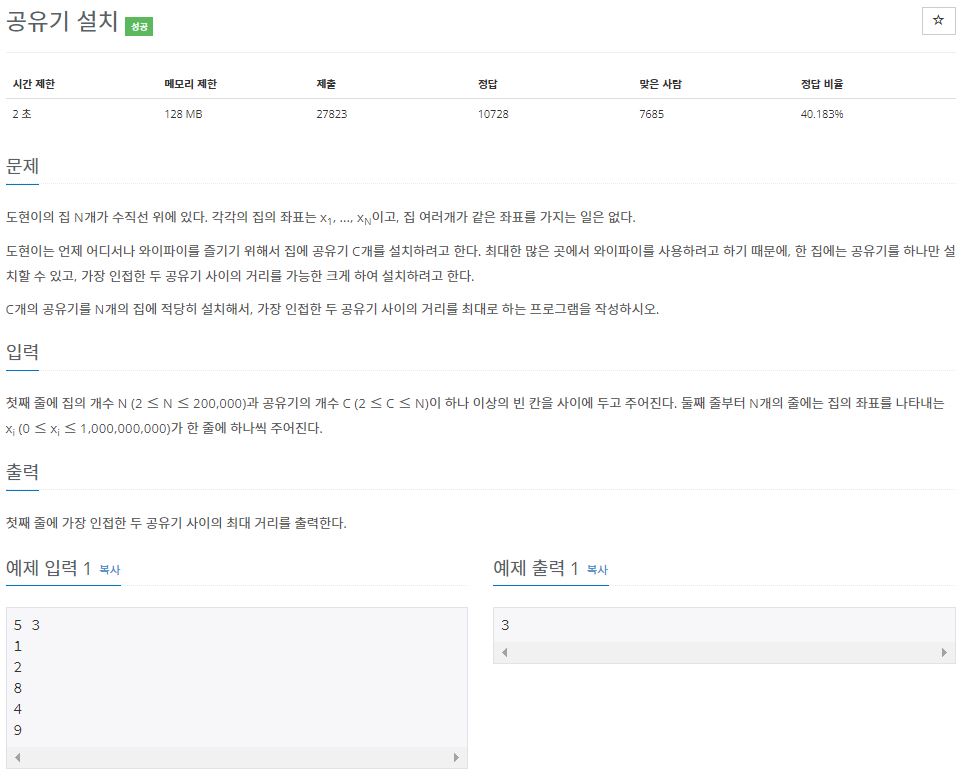 공유기 설치 성공
☆
시간 제한 메모리 제한 제출 정답 맞은 사람 정답 비율
2 초 128 MB 27823 10728 7685 40.183%
문제
도현이의 집 N개가 수직선 위에 있다. 각각의 집의 좌표는 x1, ..., xN이고, 집 여러개가 같은 좌표를 가지는 일은 없다.
도현이는 언제 어디서나 와이파이를 즐기기 위해서 집에 공유기 C개를 설치하려고 한다. 최대한 많은 곳에서 와이파이를 사용하려고 하기 때문에, 한 집에는 공유기를 하나만 설
치할 수 있고, 가장 인접한 두 공유기 사이의 거리를 가능한 크게 하여 설치하려고 한다.
C개의 공유기를 N개의 집에 적당히 설치해서, 가장 인접한 두 공유기 사이의 거리를 최대로 하는 프로그램을 작성하시오.
입력
첫째 줄에 집의 개수 N (2 ≤ N ≤ 200,000)과 공유기의 개수 C (2 ≤ C ≤ N)이 하나 이상의 빈 칸을 사이에 두고 주어진다. 둘째 줄부터 N개의 줄에는 집의 좌표를 나타내는
xi (0 ≤ xi ≤ 1,000,000,000)가 한 줄에 하나씩 주어진다.
출력
첫째 줄에 가장 인접한 두 공유기 사이의 최대 거리를 출력한다.
예제 입력 1 복사
5 3
1
2
8
4
9
예제 출력 1 복사
3